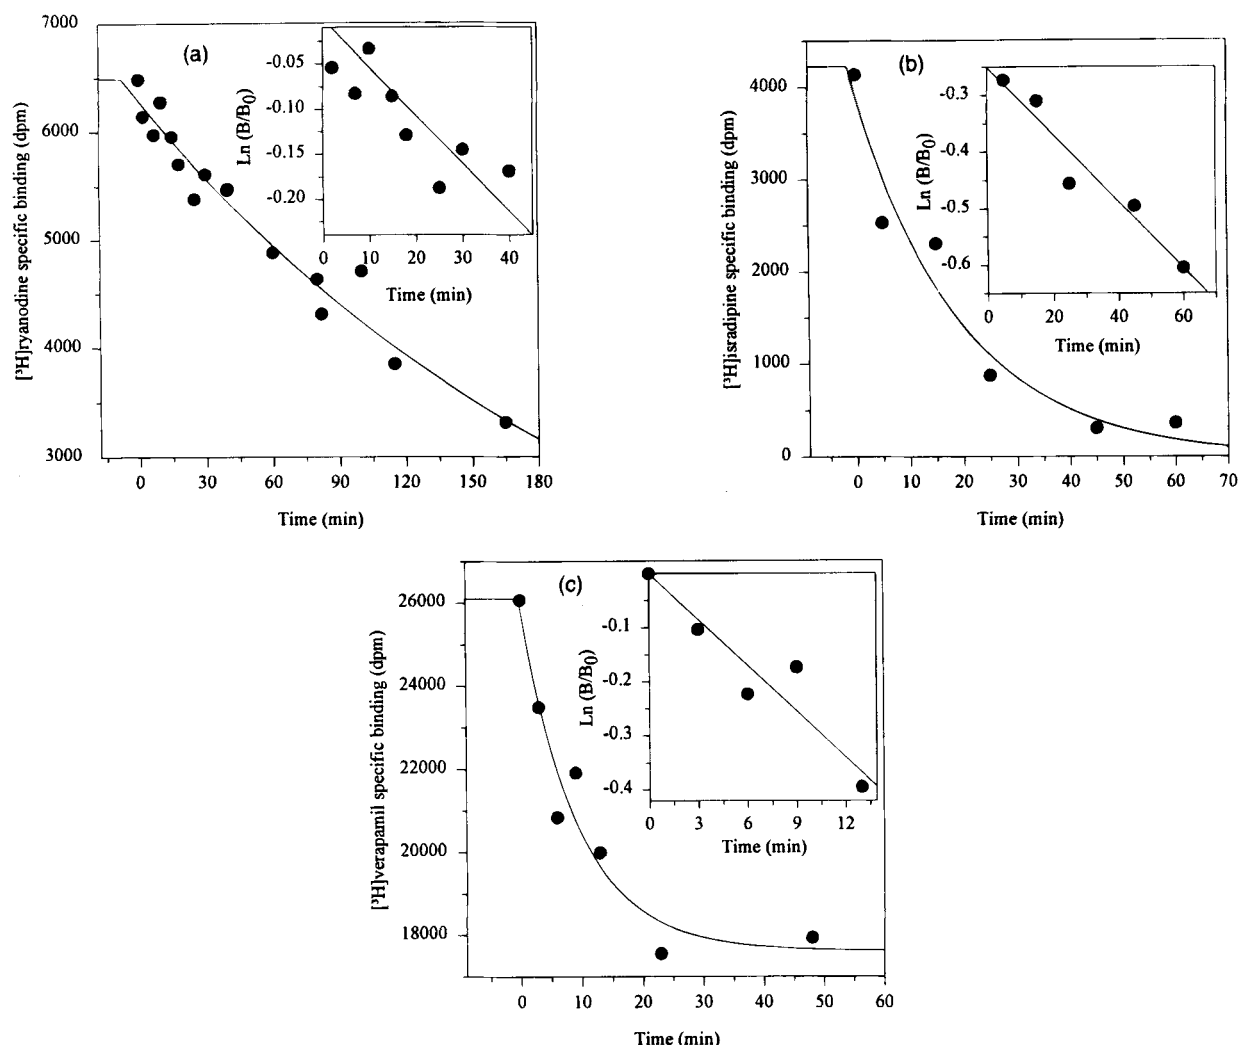 (a)
[³H]ryanodine specific binding (dpm)
7000
6000
5000
4000
3000
0 30 60 90 120 150 180
Time (min)
Ln (B/B₀)
-0.05
-0.10
-0.15
-0.20
0 10 20 30 40
Time (min)
(b)
[³H]isradipine specific binding (dpm)
4000
3000
2000
1000
0
0 10 20 30 40 50 60 70
Time (min)
Ln (B/B₀)
-0.3
-0.4
-0.5
-0.6
0 20 40 60
Time (min)
(c)
[³H]verapamil specific binding (dpm)
26000
24000
22000
20000
18000
0 10 20 30 40 50 60
Time (min)
Ln (B/B₀)
-0.1
-0.2
-0.3
-0.4
0 3 6 9 12
Time (min)